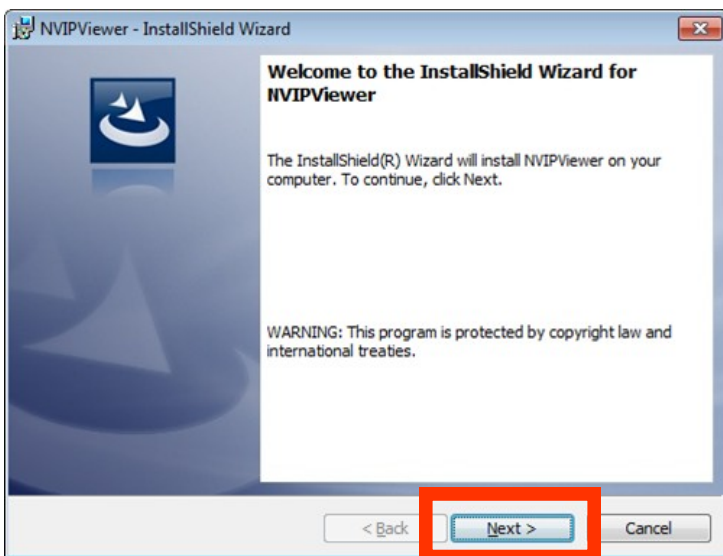 NVIPViewer - InstallShield Wizard
Welcome to the InstallShield Wizard for
NVIPViewer
The InstallShield(R) Wizard will install NVIPViewer on your
computer. To continue, click Next.
WARNING: This program is protected by copyright law and
international treaties.
< Back Next > Cancel